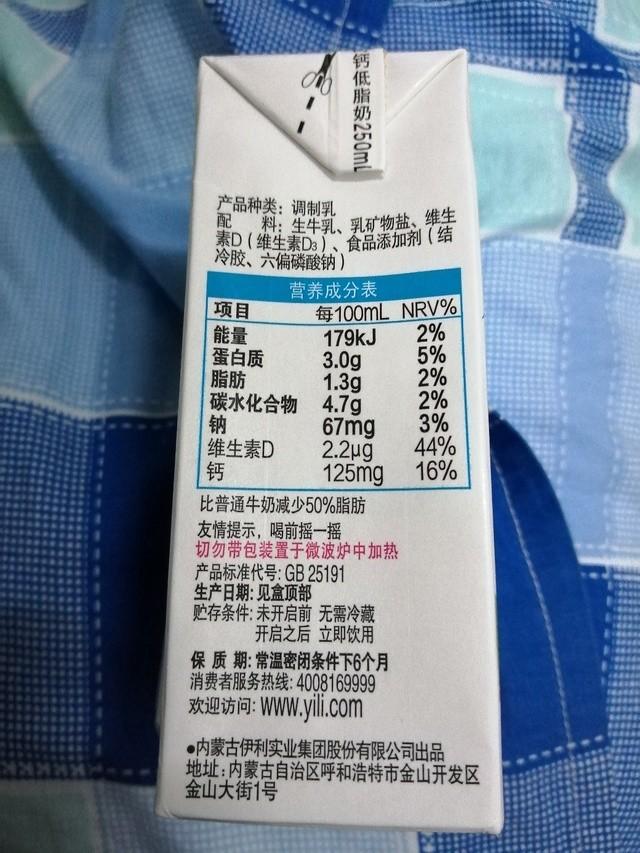 钙低脂奶250mL
产品种类：调制乳
配 料：生牛乳、乳矿物盐、维生
素D（维生素D₃）、食品添加剂（结
冷胶、六偏磷酸钠）
营养成分表
项目 每100mL NRV%
能量 179kJ 2%
蛋白质 3.0g 5%
脂肪 1.3g 2%
碳水化合物 4.7g 2%
钠 67mg 3%
维生素D 2.2μg 44%
钙 125mg 16%
比普通牛奶减少50%脂肪
友情提示，喝前摇一摇
切勿带包装置于微波炉中加热
产品标准代号: GB 25191
生产日期: 见盒顶部
贮存条件: 未开启前 无需冷藏
开启之后 立即饮用
保 质 期: 常温密闭条件下6个月
消费者服务热线: 4008169999
欢迎访问: www.yili.com
●内蒙古伊利实业集团股份有限公司出品
地址: 内蒙古自治区呼和浩特市金山开发区
金山大街1号